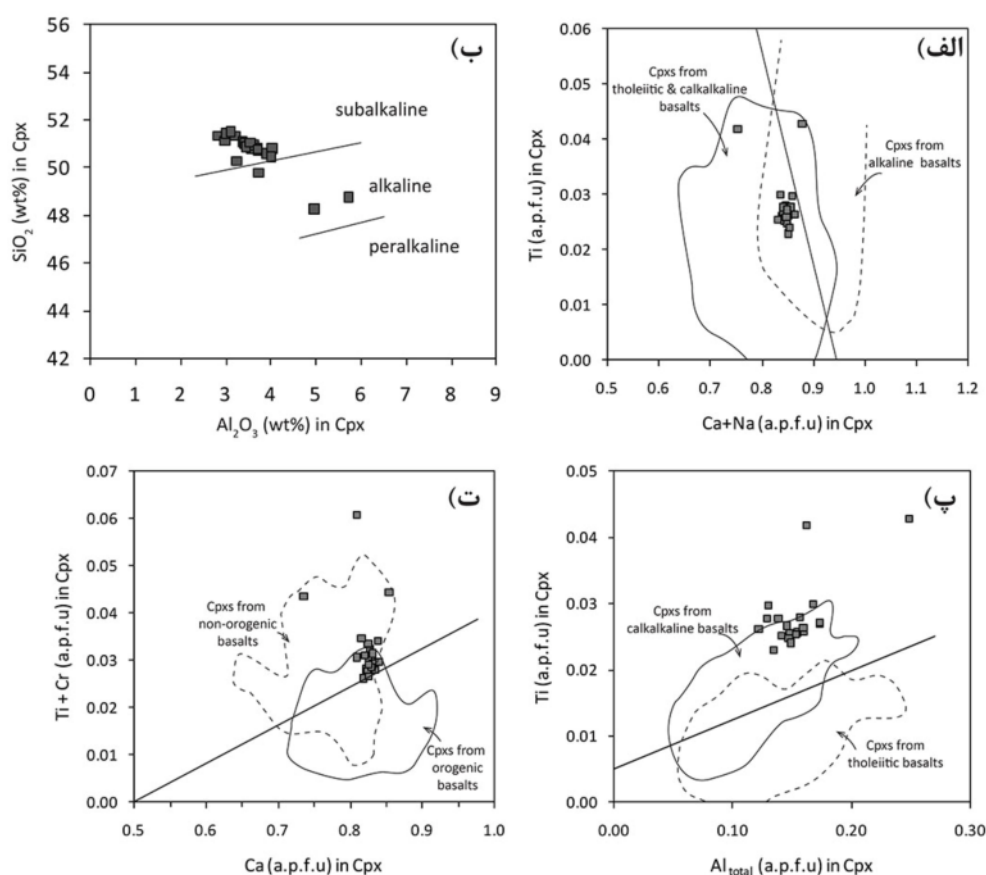 الف)
0.06
0.05
0.04
0.03
0.02
0.01
0.00
Ti (a.p.f.u) in Cpx
Cpxs from
tholeiitic & calkalkaline
basalts
Cpxs from
alkaline basalts
0.5 0.6 0.7 0.8 0.9 1.0 1.1 1.2
Ca+Na (a.p.f.u) in Cpx
ب)
56
54
52
50
48
46
44
42
SiO₂ (wt%) in Cpx
subalkaline
alkaline
peralkaline
0 1 2 3 4 5 6 7 8 9
Al₂O₃ (wt%) in Cpx
پ)
0.05
0.04
0.03
0.02
0.01
0.00
Ti (a.p.f.u) in Cpx
Cpxs from
calkalkaline basalts
Cpxs from
tholeiitic basalts
0.00 0.10 0.20 0.30
Al total (a.p.f.u) in Cpx
ت)
0.07
0.06
0.05
0.04
0.03
0.02
0.01
0.00
Ti + Cr (a.p.f.u) in Cpx
Cpxs from
non-orogenic
basalts
Cpxs from
orogenic
basalts
0.5 0.6 0.7 0.8 0.9 1.0
Ca (a.p.f.u) in Cpx